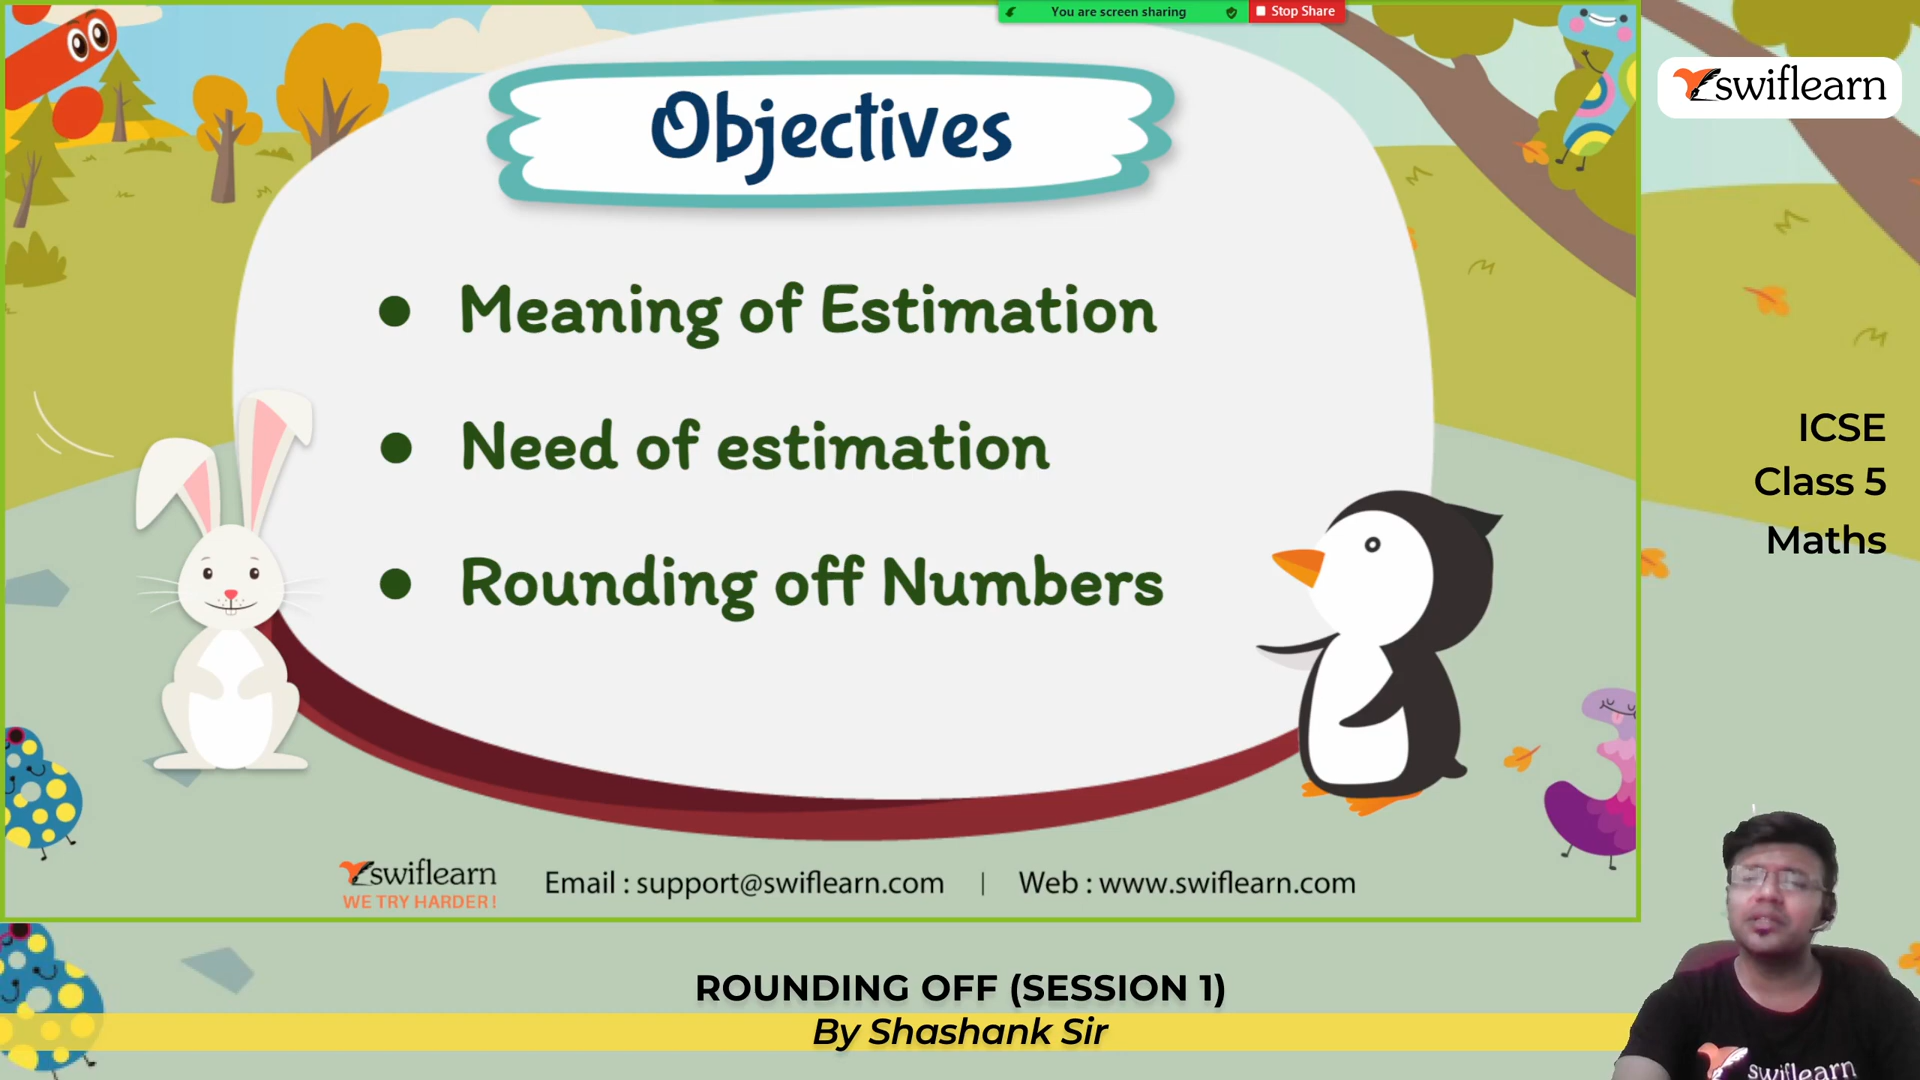 You are screen sharing
Stop Share
swiflearn
Objectives
Meaning of Estimation
Need of estimation
Rounding off Numbers
ICSE
Class 5
Maths
swiflearn
WE TRY HARDER!
Email : support@swiflearn.com | Web : www.swiflearn.com
ROUNDING OFF (SESSION 1)
By Shashank Sir
swiflearn